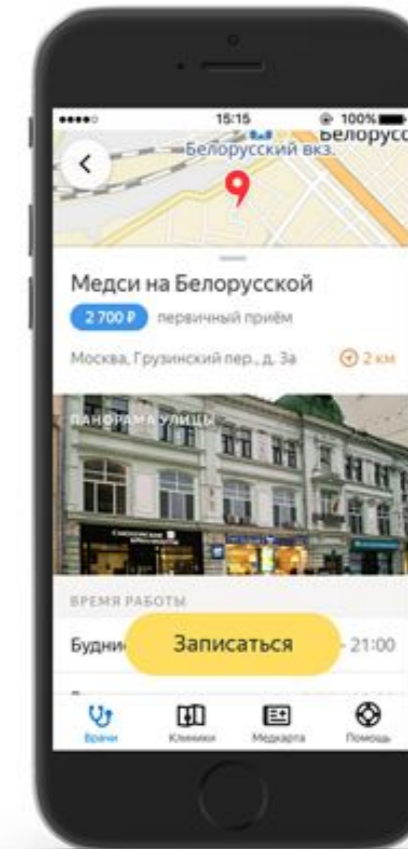 15:15 100%
Белорусс
Белорусский вкз.
Медси на Белорусской
2 700 ₽ первичный приём
Москва, Грузинский пер., д. 3а 2 км
ПАНОРАМА УЛИЦЫ
ВРЕМЯ РАБОТЫ
Будни 21:00
Записаться
Врачи Клиники Медкарта Помощь